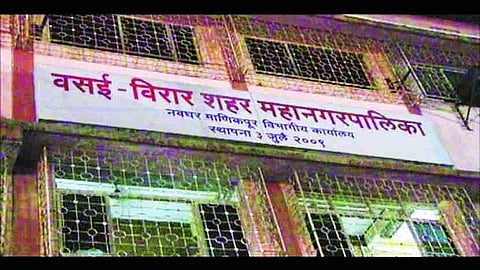 वसई - विरार शहर महानगरपालिका
नवघर माणिकपूर विभागीय कार्यालय
स्थापना ३ जुलै २००९